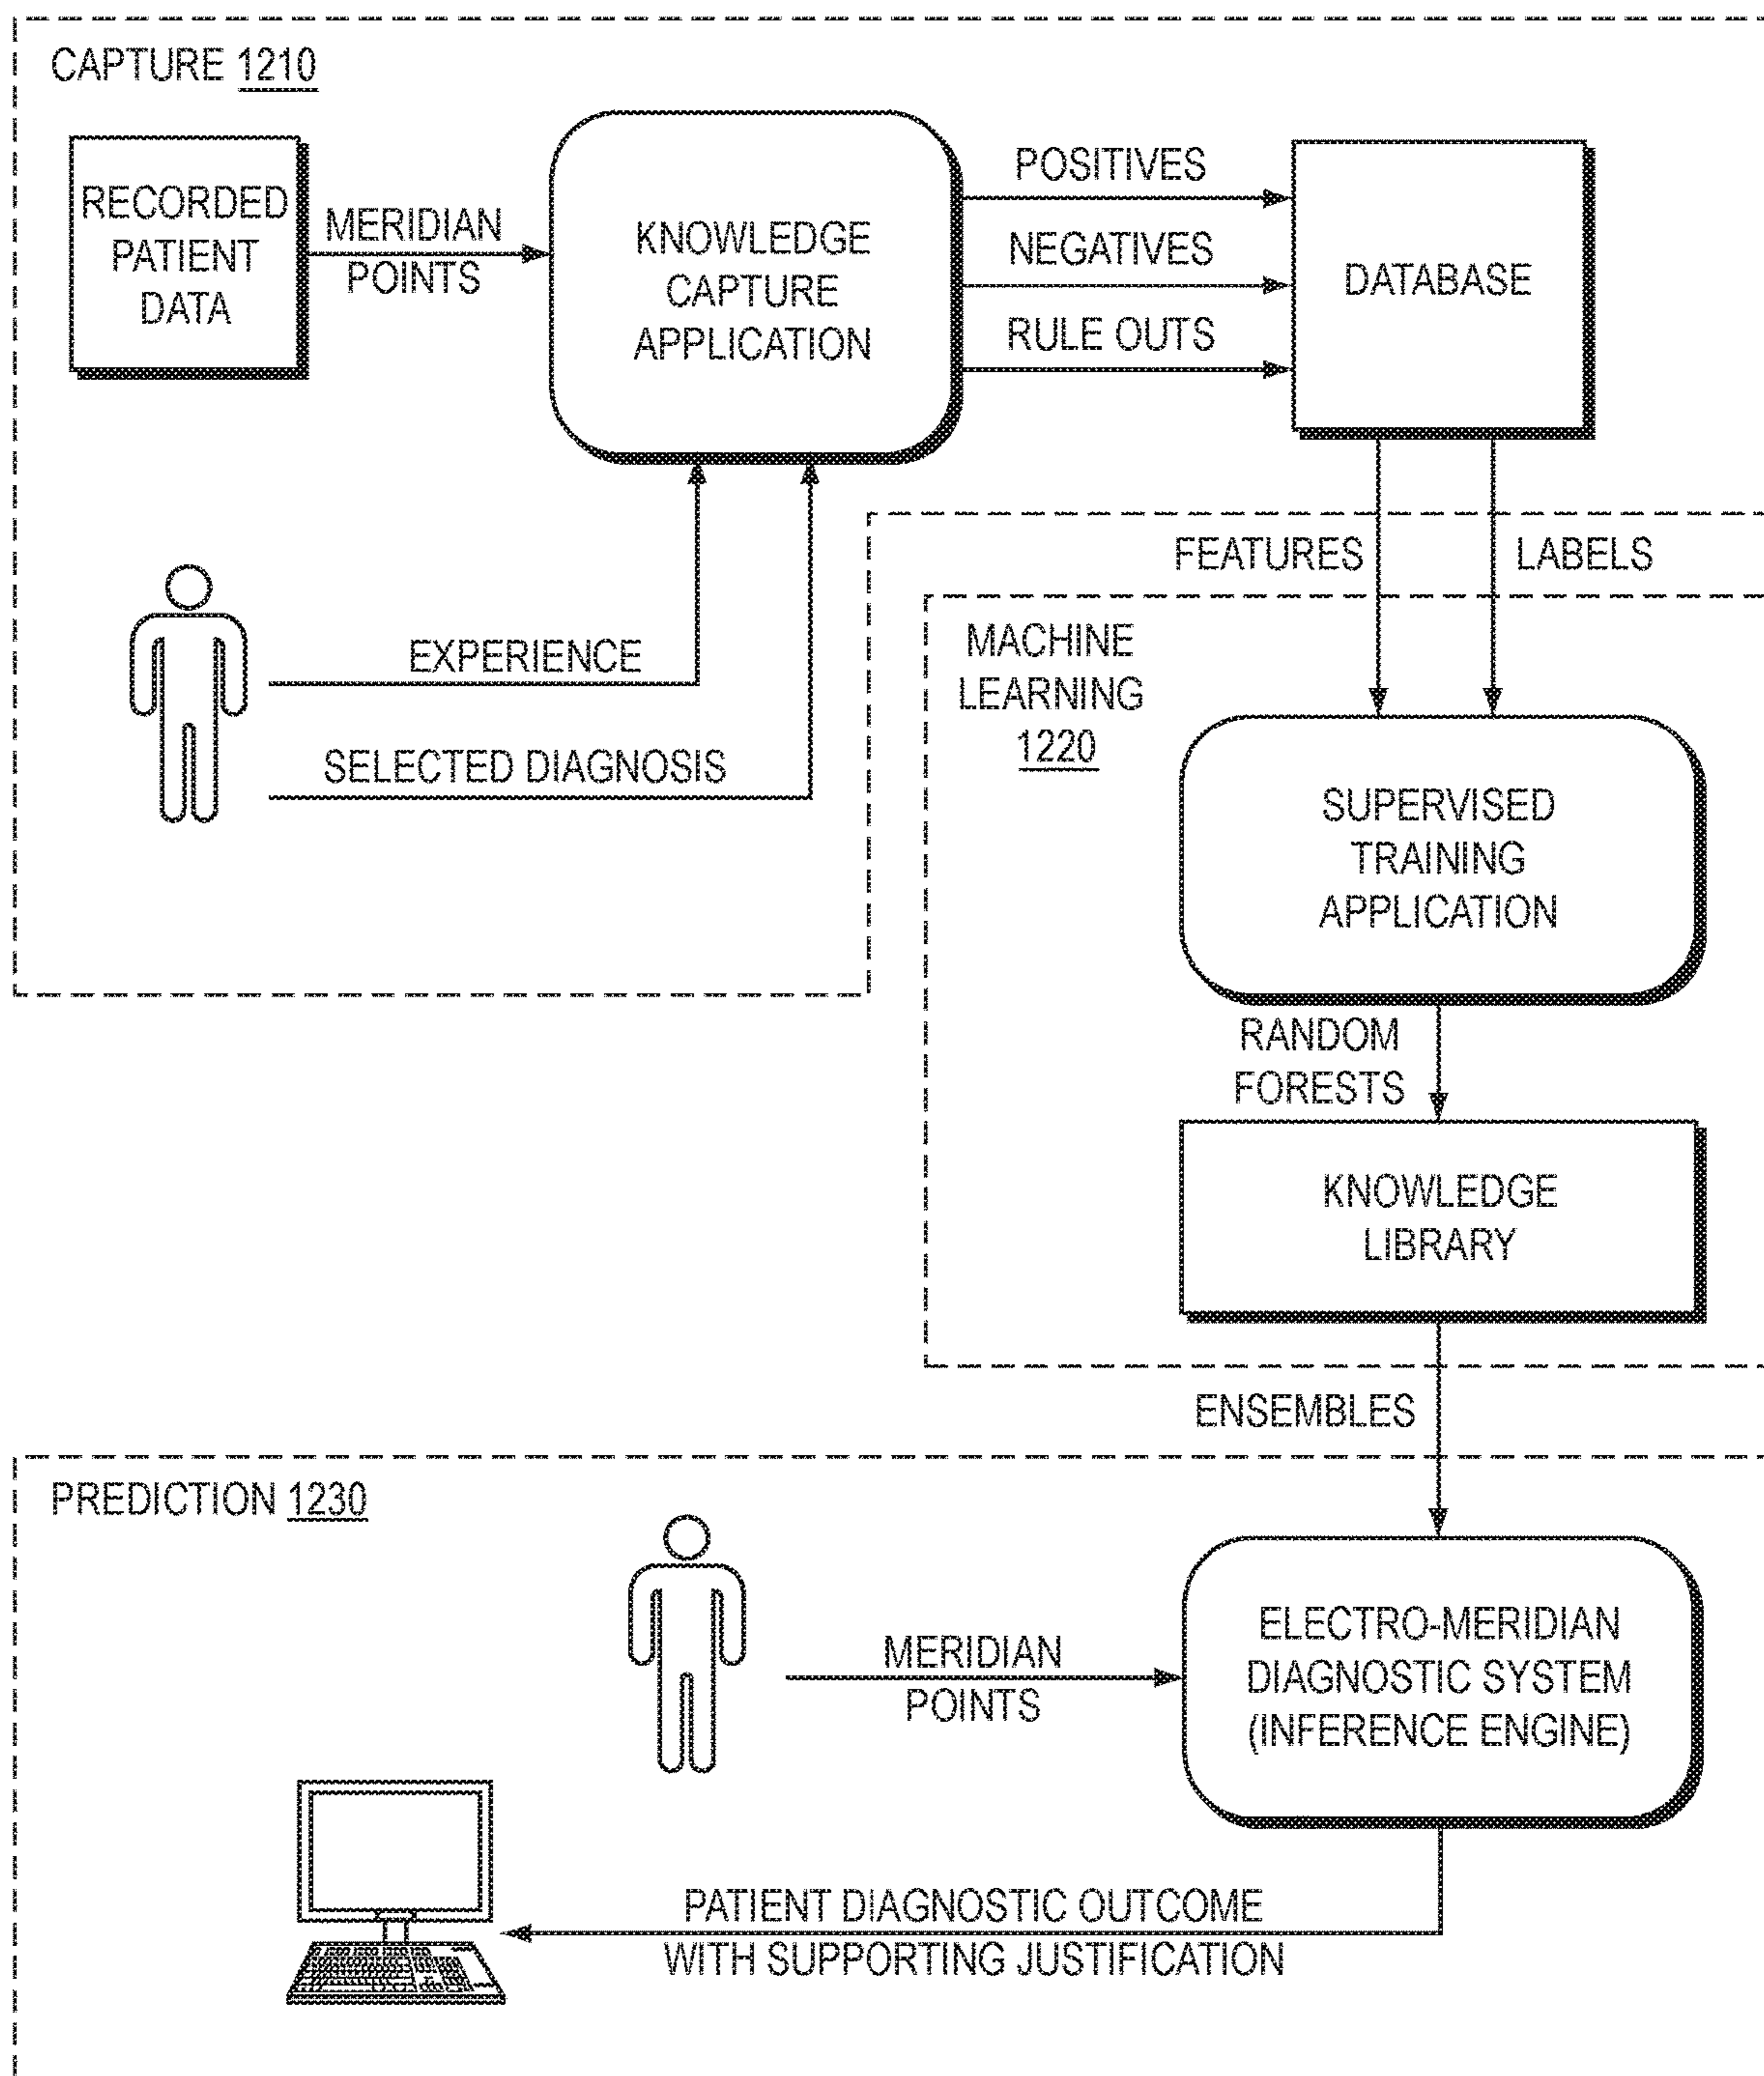 CAPTURE 1210
RECORDED
PATIENT
DATA
MERIDIAN
POINTS
KNOWLEDGE
CAPTURE
APPLICATION
POSITIVES
NEGATIVES
RULE OUTS
DATABASE
EXPERIENCE
SELECTED DIAGNOSIS
FEATURES
LABELS
MACHINE
LEARNING
1220
SUPERVISED
TRAINING
APPLICATION
RANDOM
FORESTS
KNOWLEDGE
LIBRARY
ENSEMBLES
PREDICTION 1230
MERIDIAN
POINTS
ELECTRO-MERIDIAN
DIAGNOSTIC SYSTEM
(INFERENCE ENGINE)
PATIENT DIAGNOSTIC OUTCOME
WITH SUPPORTING JUSTIFICATION